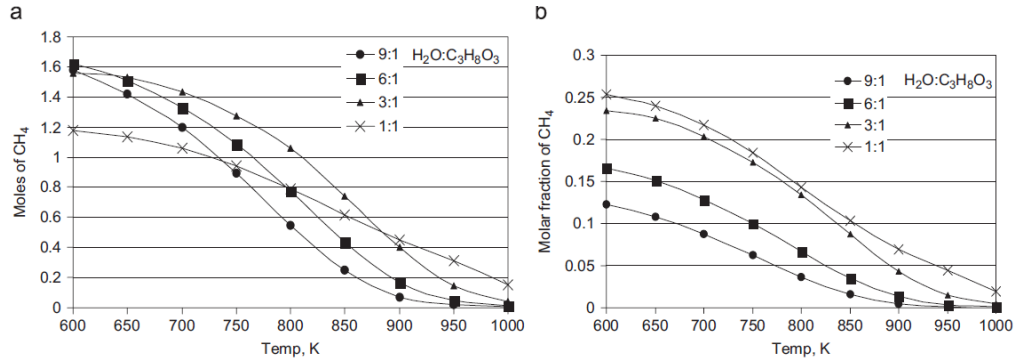 a
1.8
1.6
1.4
1.2
1
0.8
0.6
0.4
0.2
0
Moles of CH₄
9:1 H₂O:C₃H₈O₃
6:1
3:1
1:1
600 650 700 750 800 850 900 950 1000
Temp, K
b
0.3
0.25
0.2
0.15
0.1
0.05
0
Molar fraction of CH₄
9:1 H₂O:C₃H₈O₃
6:1
3:1
1:1
600 650 700 750 800 850 900 950 1000
Temp, K